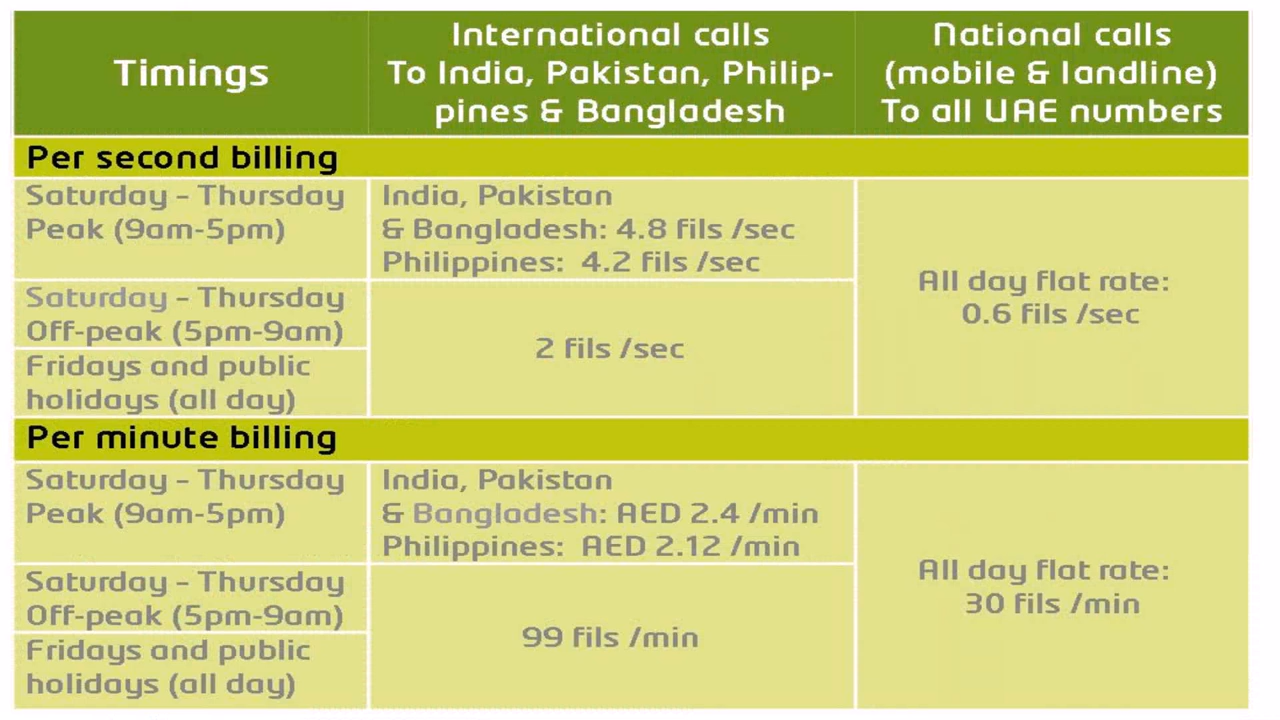 Timings
International calls
To India, Pakistan, Philip-
pines & Bangladesh
National calls
(mobile & landline)
To all UAE numbers
Per second billing
Saturday - Thursday
Peak (9am-5pm)
India, Pakistan
& Bangladesh: 4.8 fils /sec
Philippines: 4.2 fils /sec
All day flat rate:
0.6 fils /sec
Saturday - Thursday
Off-peak (5pm-9am)
2 fils /sec
Fridays and public
holidays (all day)
Per minute billing
Saturday - Thursday
Peak (9am-5pm)
India, Pakistan
& Bangladesh: AED 2.4 /min
Philippines: AED 2.12 /min
All day flat rate:
30 fils /min
Saturday - Thursday
Off-peak (5pm-9am)
99 fils /min
Fridays and public
holidays (all day)